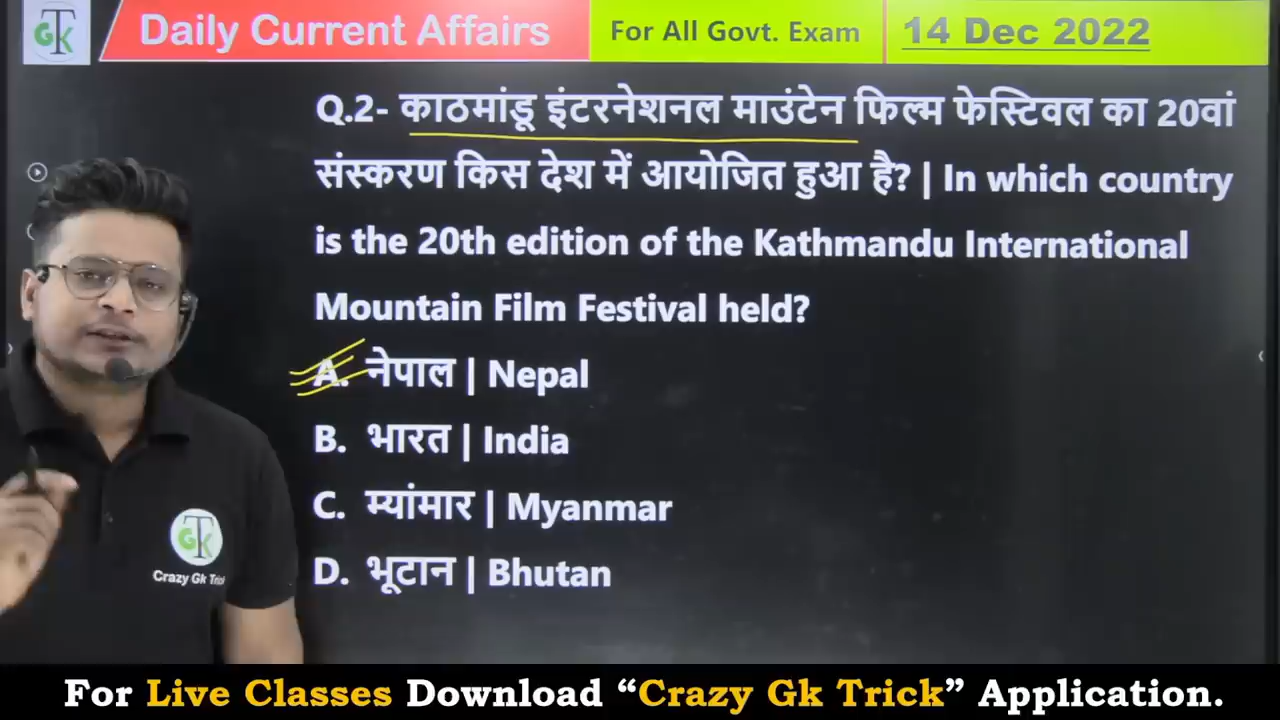 GTK Daily Current Affairs For All Govt. Exam 14 Dec 2022
Q.2- काठमांडू इंटरनेशनल माउंटेन फिल्म फेस्टिवल का 20वां
संस्करण किस देश में आयोजित हुआ है? | In which country
is the 20th edition of the Kathmandu International
Mountain Film Festival held?
A. नेपाल | Nepal
B. भारत | India
C. म्यांमार | Myanmar
D. भूटान | Bhutan
GTK
Crazy Gk Trick
For Live Classes Download “Crazy Gk Trick” Application.